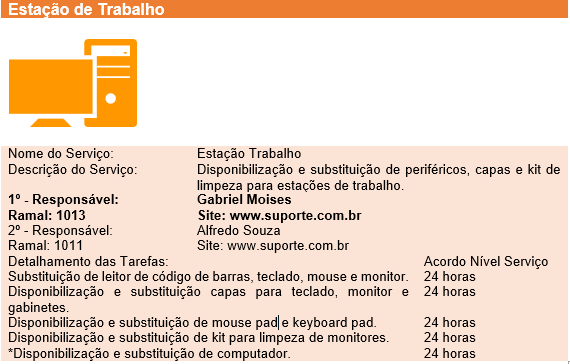 Estação de Trabalho
Nome do Serviço: Estação Trabalho
Descrição do Serviço: Disponibilização e substituição de periféricos, capas e kit de
limpeza para estações de trabalho.
1º - Responsável: Gabriel Moises
Ramal: 1013 Site: www.suporte.com.br
2º - Responsável: Alfredo Souza
Ramal: 1011 Site: www.suporte.com.br
Detalhamento das Tarefas: Acordo Nível Serviço
Substituição de leitor de código de barras, teclado, mouse e monitor. 24 horas
Disponibilização e substituição capas para teclado, monitor e 24 horas
gabinetes.
Disponibilização e substituição de mouse pad e keyboard pad. 24 horas
Disponibilização e substituição de kit para limpeza de monitores. 24 horas
*Disponibilização e substituição de computador. 24 horas